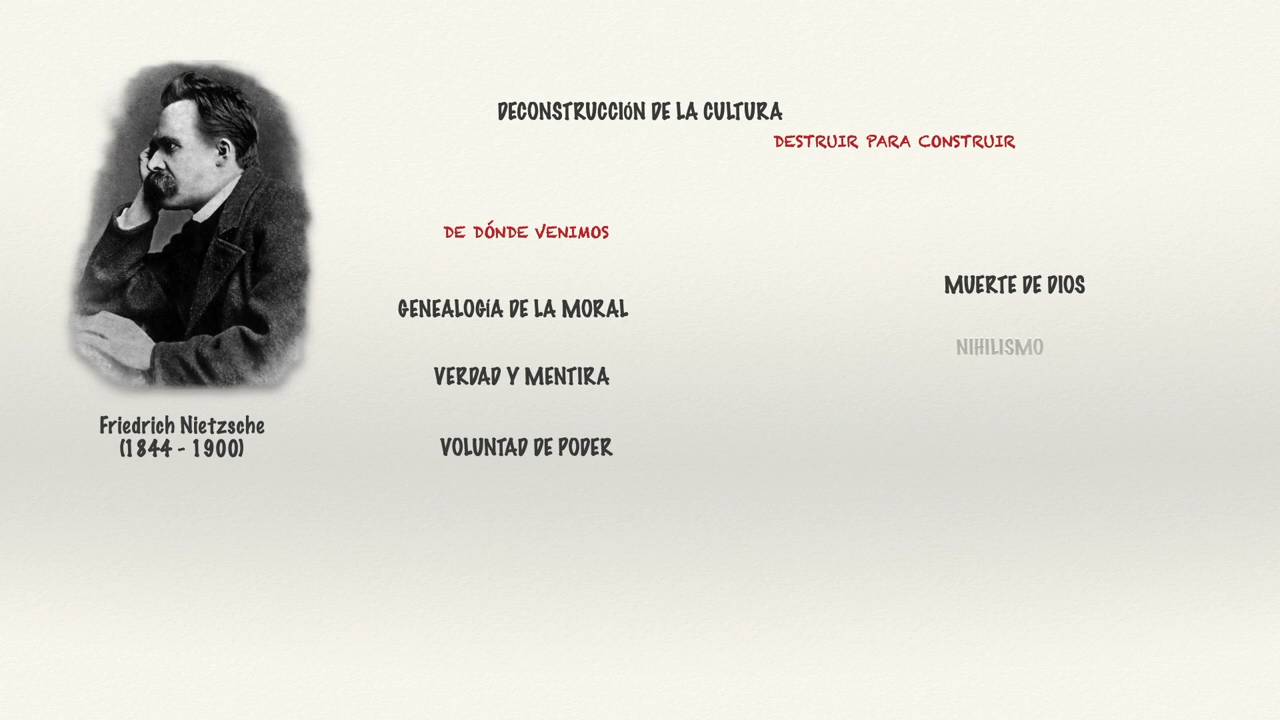 DECONSTRUCCIÓN DE LA CULTURA
DESTRUIR PARA CONSTRUIR
DE DÓNDE VENIMOS
MUERTE DE DIOS
GENEALOGÍA DE LA MORAL
NIHILISMO
VERDAD Y MENTIRA
VOLUNTAD DE PODER
Friedrich Nietzsche
(1844 - 1900)